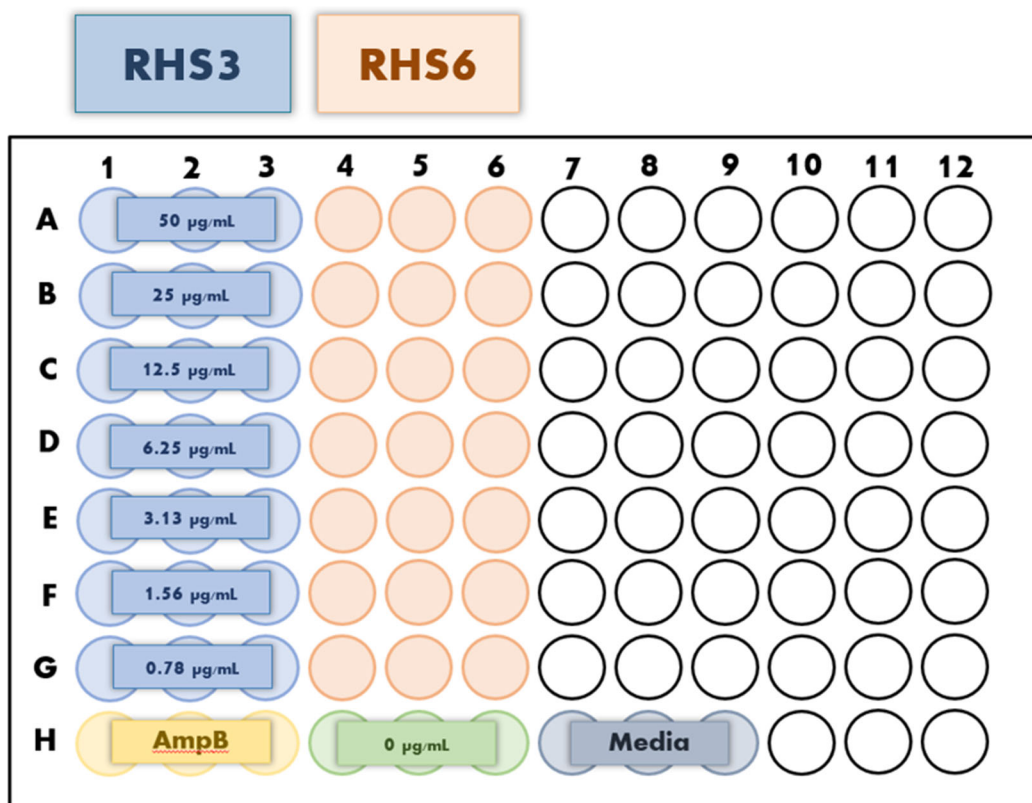 RHS3 RHS6
1 2 3 4 5 6 7 8 9 10 11 12
A 50 µg/mL
B 25 µg/mL
C 12.5 µg/mL
D 6.25 µg/mL
E 3.13 µg/mL
F 1.56 µg/mL
G 0.78 µg/mL
H AmpB 0 µg/mL Media